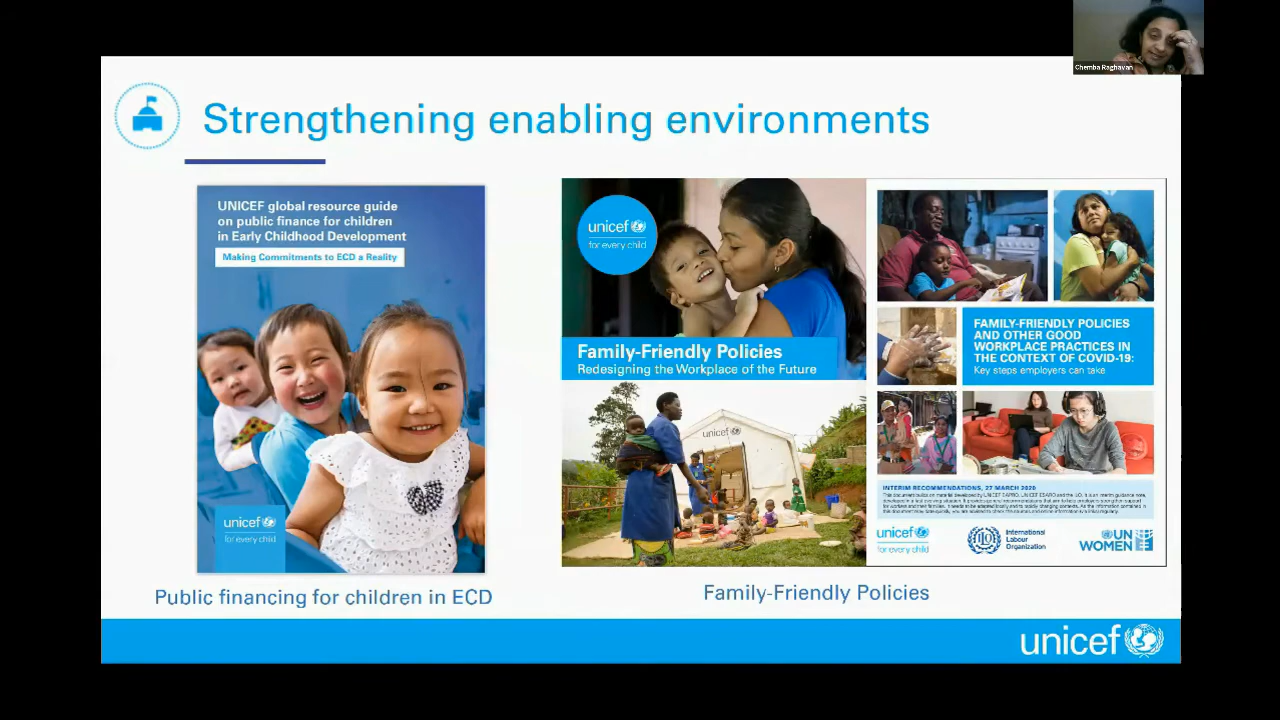 Chemba Raghavan
Strengthening enabling environments
UNICEF global resource guide
on public finance for children
in Early Childhood Development
Making Commitments to ECD a Reality
unicef
for every child
Public financing for children in ECD
unicef
for every child
Family-Friendly Policies
Redesigning the Workplace of the Future
unicef
FAMILY-FRIENDLY POLICIES
AND OTHER GOOD
WORKPLACE PRACTICES IN
THE CONTEXT OF COVID-19:
Key steps employers can take
INTERIM RECOMMENDATIONS, 27 MARCH 2020
unicef
for every child
International
Labour
Organization
UN
WOMEN
Family-Friendly Policies
unicef